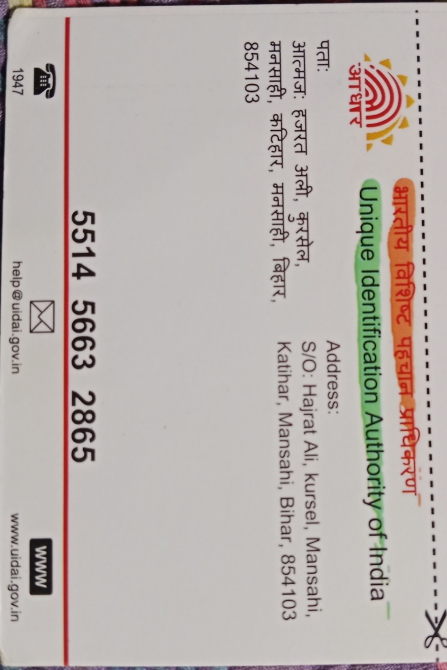 भारतीय विशिष्ट पहचान प्राधिकरण
Unique Identification Authority of India
आधार
पता:
आत्मज: हजरत अली, कुरसेल,
मनसाही, कटिहार, मनसाही, बिहार,
854103
Address:
S/O: Hajrat Ali, kursel, Mansahi,
Katihar, Mansahi, Bihar, 854103
5514 5663 2865
1947
help@uidai.gov.in
www
www.uidai.gov.in